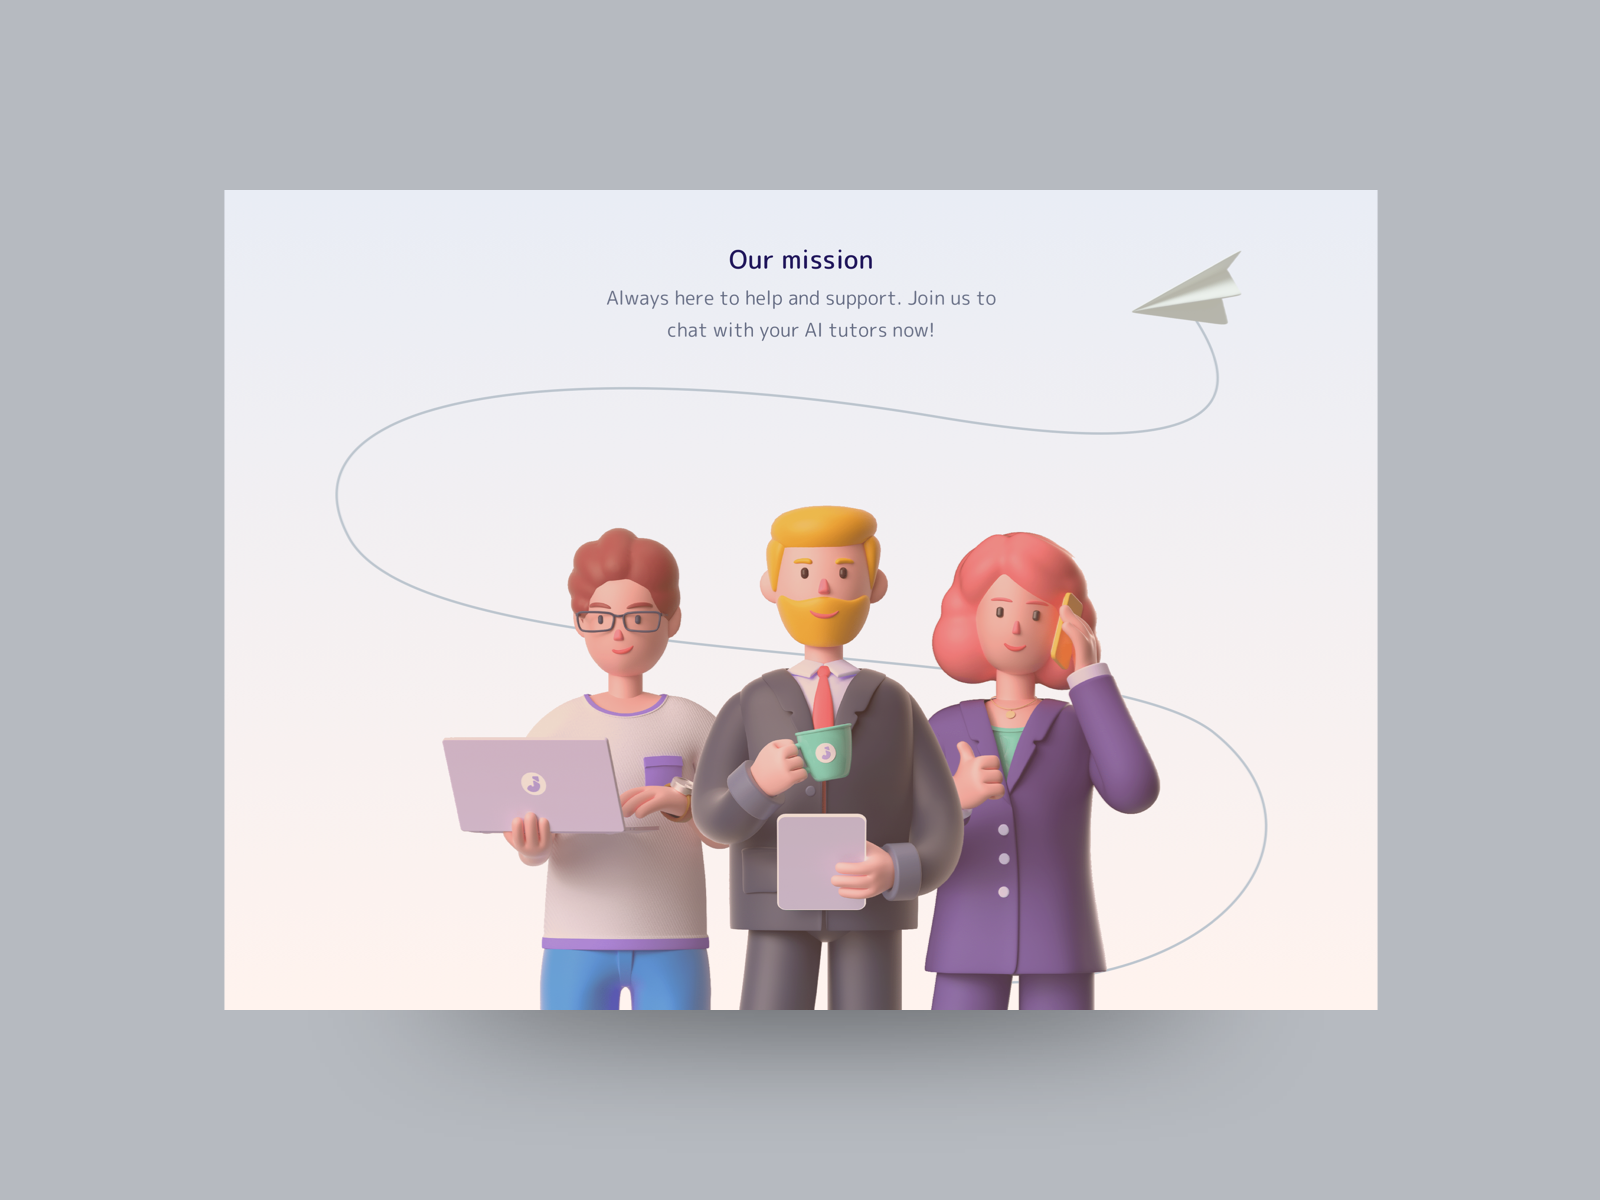 Our mission
Always here to help and support. Join us to
chat with your AI tutors now!